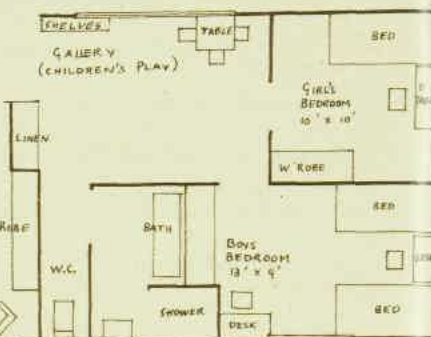 SHELVES
GALLERY
(CHILDREN'S PLAY)
TABLE
BED
GIRL'S
BEDROOM
10' x 10'
LINEN
W'ROBE
ROBE
BATH
BED
BOYS
BEDROOM
13' x 9'
W.C.
SHOWER
DESK
BED